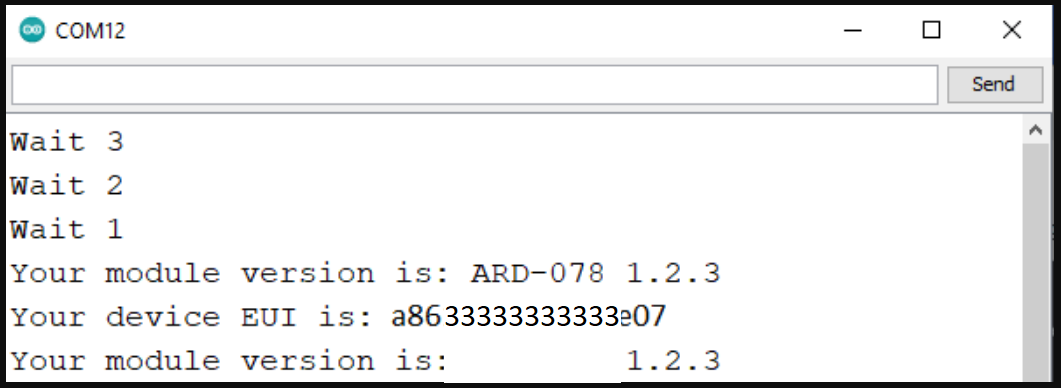 COM12
Send
Wait 3
Wait 2
Wait 1
Your module version is: ARD-078 1.2.3
Your device EUI is: a86333333333333e07
Your module version is: 1.2.3